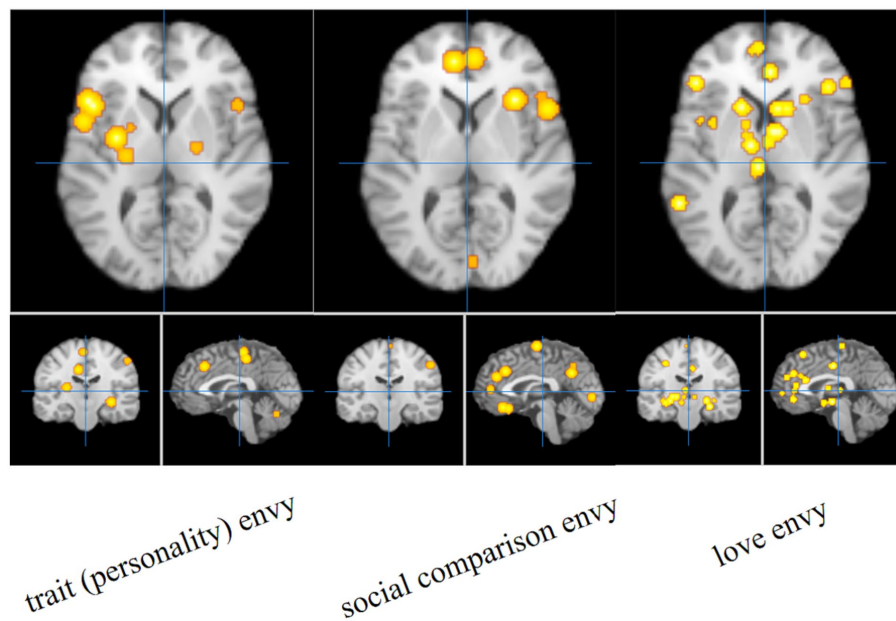 trait (personality) envy
social comparison envy
love envy